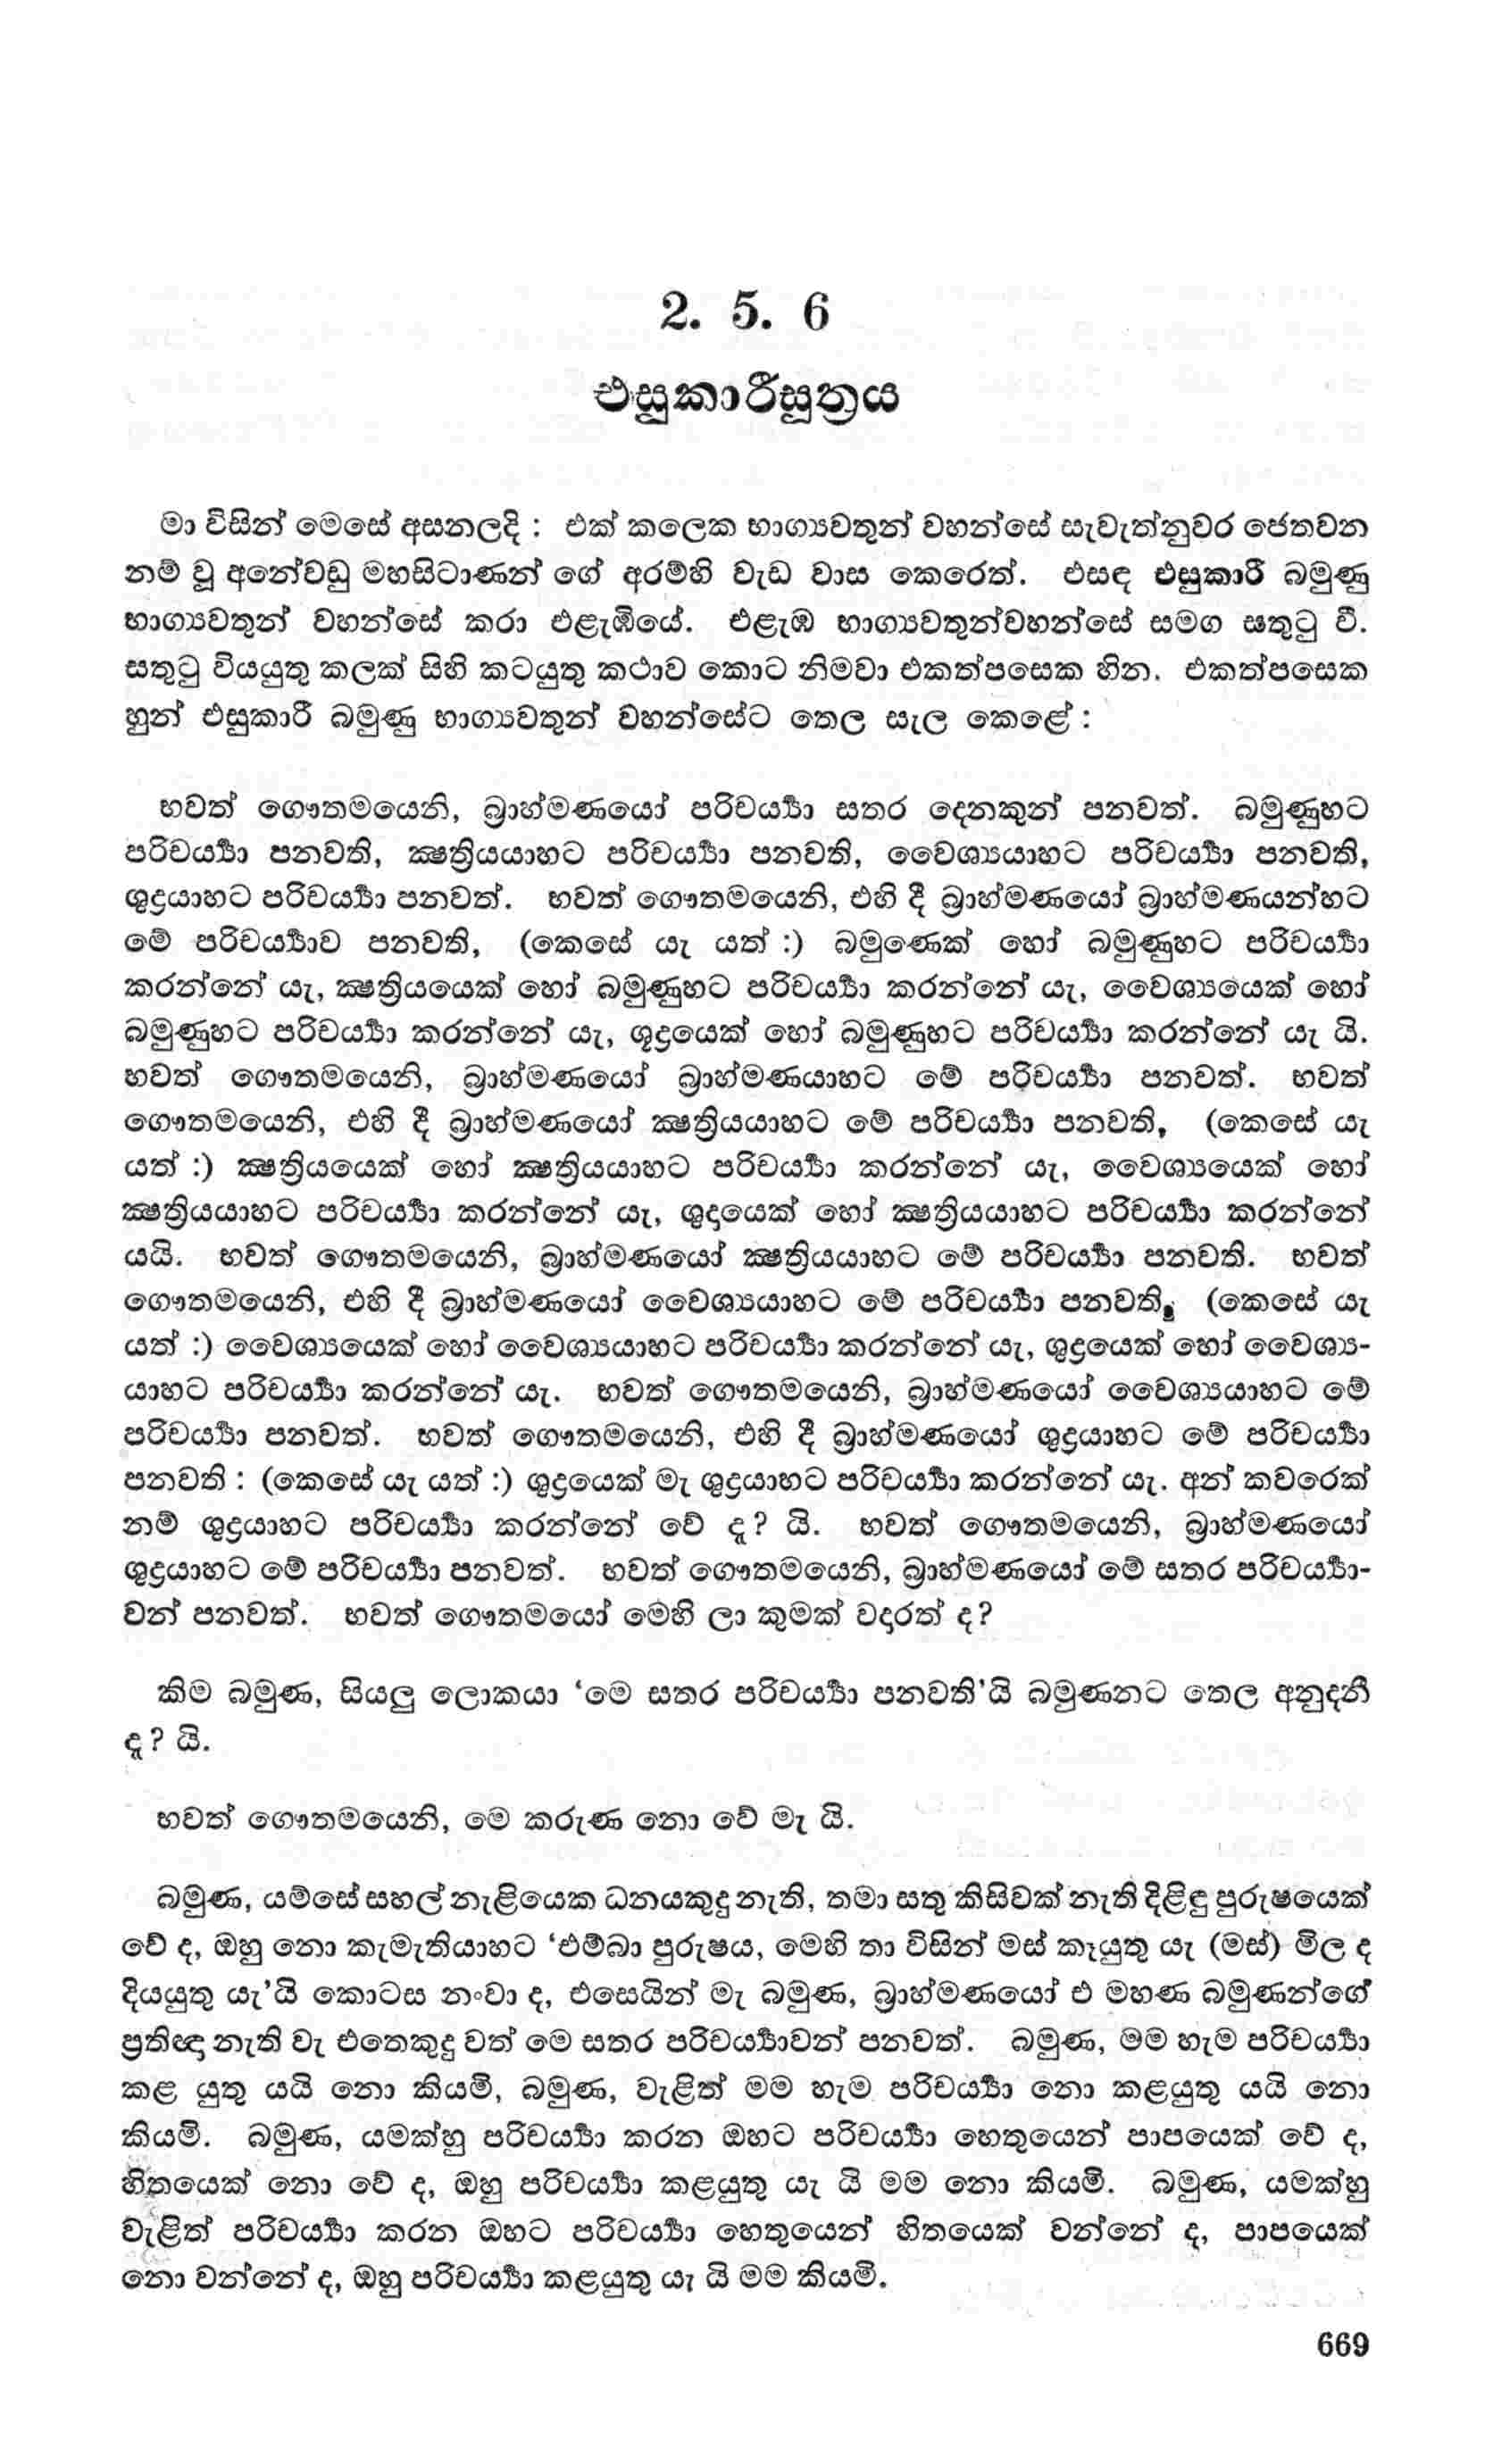 2. 5. 6
එසුකාරීසූත්‍රය
මා විසින් මෙසේ අසනලදි : එක් කලෙක භාග්‍යවතුන් වහන්සේ සැවැත්නුවර ජෙතවන
නම් වූ අනේවඩු මහසිටාණන් ගේ අරම්හි වැඩ වාස කෙරෙත්. එසඳ එසුකාරී බමුණු
භාග්‍යවතුන් වහන්සේ කරා එළැඹියේ. එළැඹ භාග්‍යවතුන්වහන්සේ සමග සතුටු වී.
සතුටු වියයුතු කලක් සිහි කටයුතු කථාව කොට නිමවා එකත්පසෙක හින. එකත්පසෙක
හුන් එසුකාරී බමුණු භාග්‍යවතුන් වහන්සේට තෙල සැල කෙළේ :
භවත් ගෞතමයෙනි, බ්‍රාහ්මණයෝ පරිචර්‍ය්‍යා සතර දෙනකුන් පනවත්. බමුණුහට
පරිචර්‍ය්‍යා පනවති, ක්‍ෂත්‍රියයාහට පරිචර්‍ය්‍යා පනවති, වෛශ්‍යයාහට පරිචර්‍ය්‍යා පනවති,
ශුද්‍රයාහට පරිචර්‍ය්‍යා පනවත්. භවත් ගෞතමයෙනි, එහි දී බ්‍රාහ්මණයෝ බ්‍රාහ්මණයන්හට
මේ පරිචර්‍ය්‍යාව පනවති, (කෙසේ යැ යත් :) බමුණෙක් හෝ බමුණුහට පරිචර්‍ය්‍යා
කරන්නේ යැ, ක්‍ෂත්‍රියයෙක් හෝ බමුණුහට පරිචර්‍ය්‍යා කරන්නේ යැ, වෛශ්‍යයෙක් හෝ
බමුණුහට පරිචර්‍ය්‍යා කරන්නේ යැ, ශූද්‍රයෙක් හෝ බමුණුහට පරිචර්‍ය්‍යා කරන්නේ යැ යි.
භවත් ගෞතමයෙනි, බ්‍රාහ්මණයෝ බ්‍රාහ්මණයාහට මේ පරිචර්‍ය්‍යා පනවත්. භවත්
ගෞතමයෙනි, එහි දී බ්‍රාහ්මණයෝ ක්‍ෂත්‍රියයාහට මේ පරිචර්‍ය්‍යා පනවති, (කෙසේ යැ
යත් :) ක්‍ෂත්‍රියයෙක් හෝ ක්‍ෂත්‍රියයාහට පරිචර්‍ය්‍යා කරන්නේ යැ, වෛශ්‍යයෙක් හෝ
ක්‍ෂත්‍රියයාහට පරිචර්‍ය්‍යා කරන්නේ යැ, ශුද්‍රායෙක් හෝ ක්‍ෂත්‍රියයාහට පරිචර්‍ය්‍යා කරන්නේ
යයි. භවත් ගෞතමයෙනි, බ්‍රාහ්මණයෝ ක්‍ෂත්‍රියයාහට මේ පරිචර්‍ය්‍යා පනවති. භවත්
ගෞතමයෙනි, එහි දී බ්‍රාහ්මණයෝ වෛශ්‍යයාහට මේ පරිචර්‍ය්‍යා පනවති, (කෙසේ යැ
යත් :) වෛශ්‍යයෙක් හෝ වෛශ්‍යයාහට පරිචර්‍ය්‍යා කරන්නේ යැ, ශුද්‍රයෙක් හෝ වෛශ්‍ය-
යාහට පරිචර්‍ය්‍යා කරන්නේ යැ. භවත් ගෞතමයෙනි, බ්‍රාහ්මණයෝ වෛශ්‍යයාහට මේ
පරිචර්‍ය්‍යා පනවත්. භවත් ගෞතමයෙනි, එහි දී බ්‍රාහ්මණයෝ ශුද්‍රයාහට මේ පරිචර්‍ය්‍යා
පනවති : (කෙසේ යැ යත් :) ශුද්‍රයෙක් මැ ශුද්‍රයාහට පරිචර්‍ය්‍යා කරන්නේ යැ. අන් කවරෙක්
නම් ශුද්‍රයාහට පරිචර්‍ය්‍යා කරන්නේ වේ දැ? යි. භවත් ගෞතමයෙනි, බ්‍රාහ්මණයෝ
ශුද්‍රයාහට මේ පරිචර්‍ය්‍යා පනවත්. භවත් ගෞතමයෙනි, බ්‍රාහ්මණයෝ මේ සතර පරිචර්‍ය්‍යා-
වන් පනවත්. භවත් ගෞතමයෝ මෙහි ලා කුමක් වදාරත් ද?
කිම බමුණ, සියලු ලොකයා ‘මෙ සතර පරිචර්‍ය්‍යා පනවති’යි බමුණනට තෙල අනුදනී
දැ? යි.
භවත් ගෞතමයෙනි, මෙ කරුණ නො වේ මැ යි.
බමුණ, යම්සේ සහල් නැළියෙක ධනයකුදු නැති, තමා සතු කිසිවක් නැති දිළිඳු පුරුෂයෙක්
වේ ද, ඔහු නො කැමැතියාහට ‘එම්බා පුරුෂය, මෙහි තා විසින් මස් කෑයුතු යැ (මස්) මිල ද
දියයුතු යැ’යි කොටස නංවා ද, එසෙයින් මැ බමුණ, බ්‍රාහ්මණයෝ එ මහණ බමුණන්ගේ
ප්‍රතිඥා නැති වැ එතෙකුදු වත් මෙ සතර පරිචර්‍ය්‍යාවන් පනවත්. බමුණ, මම හැම පරිචර්‍ය්‍යා
කළ යුතු යයි නො කියමි, බමුණ, වැළිත් මම හැම පරිචර්‍ය්‍යා නො කළයුතු යයි නො
කියමි. බමුණ, යමක්හු පරිචර්‍ය්‍යා කරන ඔහට පරිචර්‍ය්‍යා හෙතුයෙන් පාපයෙක් වේ ද,
හිතයෙක් නො වේ ද, ඔහු පරිචර්‍ය්‍යා කළයුතු යැ යි මම නො කියමි. බමුණ, යමක්හු
වැළිත් පරිචර්‍ය්‍යා කරන ඔහට පරිචර්‍ය්‍යා හෙතුයෙන් හිතයෙක් වන්නේ ද, පාපයෙක්
නො වන්නේ ද, ඔහු පරිචර්‍ය්‍යා කළයුතු යැ යි මම කියමි.
669